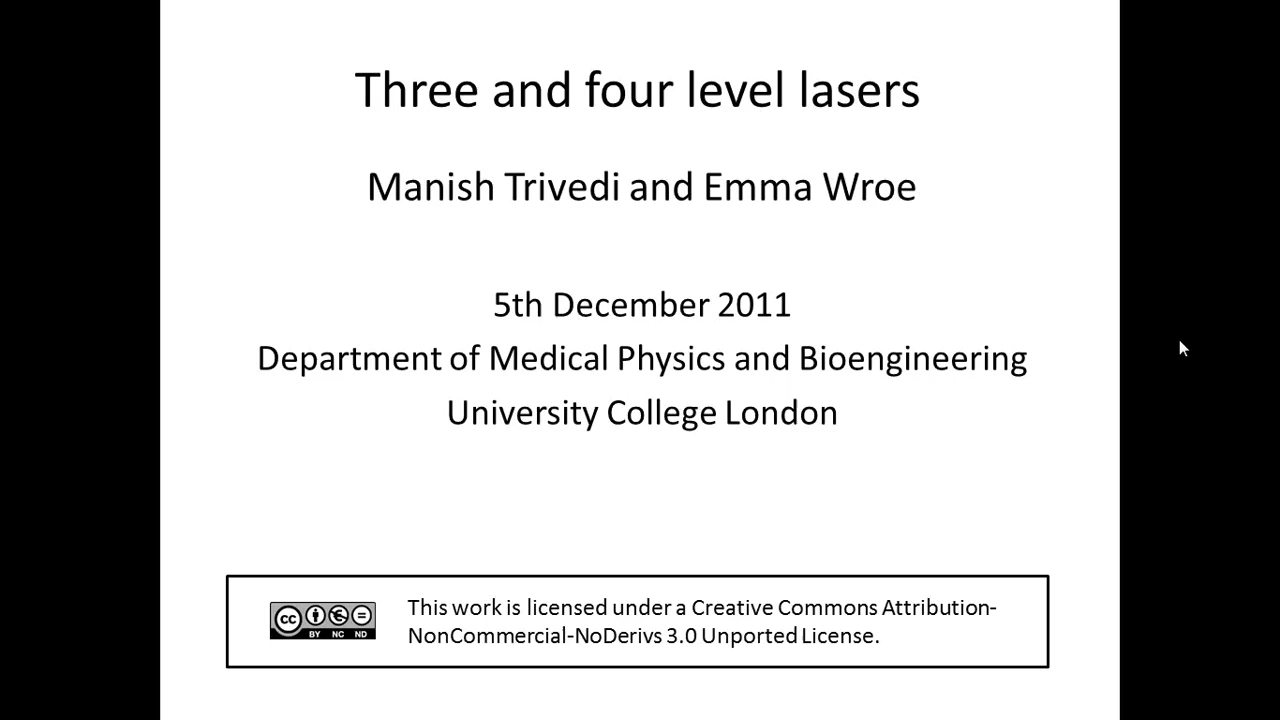 Three and four level lasers
Manish Trivedi and Emma Wroe
5th December 2011
Department of Medical Physics and Bioengineering
University College London
cc
BY NC ND
This work is licensed under a Creative Commons Attribution-
NonCommercial-NoDerivs 3.0 Unported License.